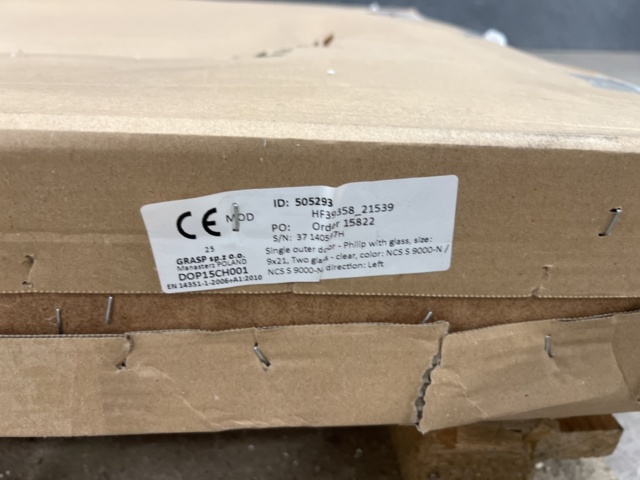 CE MOD
25
GRASP sp.z o.o.
Manasterz POLAND
DOP15CH001
EN 14351-1-2006+A1:2010
ID: 505293
HF39358_21539
PO: Order 15822
S/N: 37
Single outer door - Philip with glass, size:
9x21, Two glass - clear, color: NCS S 9000-N /
NCS S 9000-N direction: Left